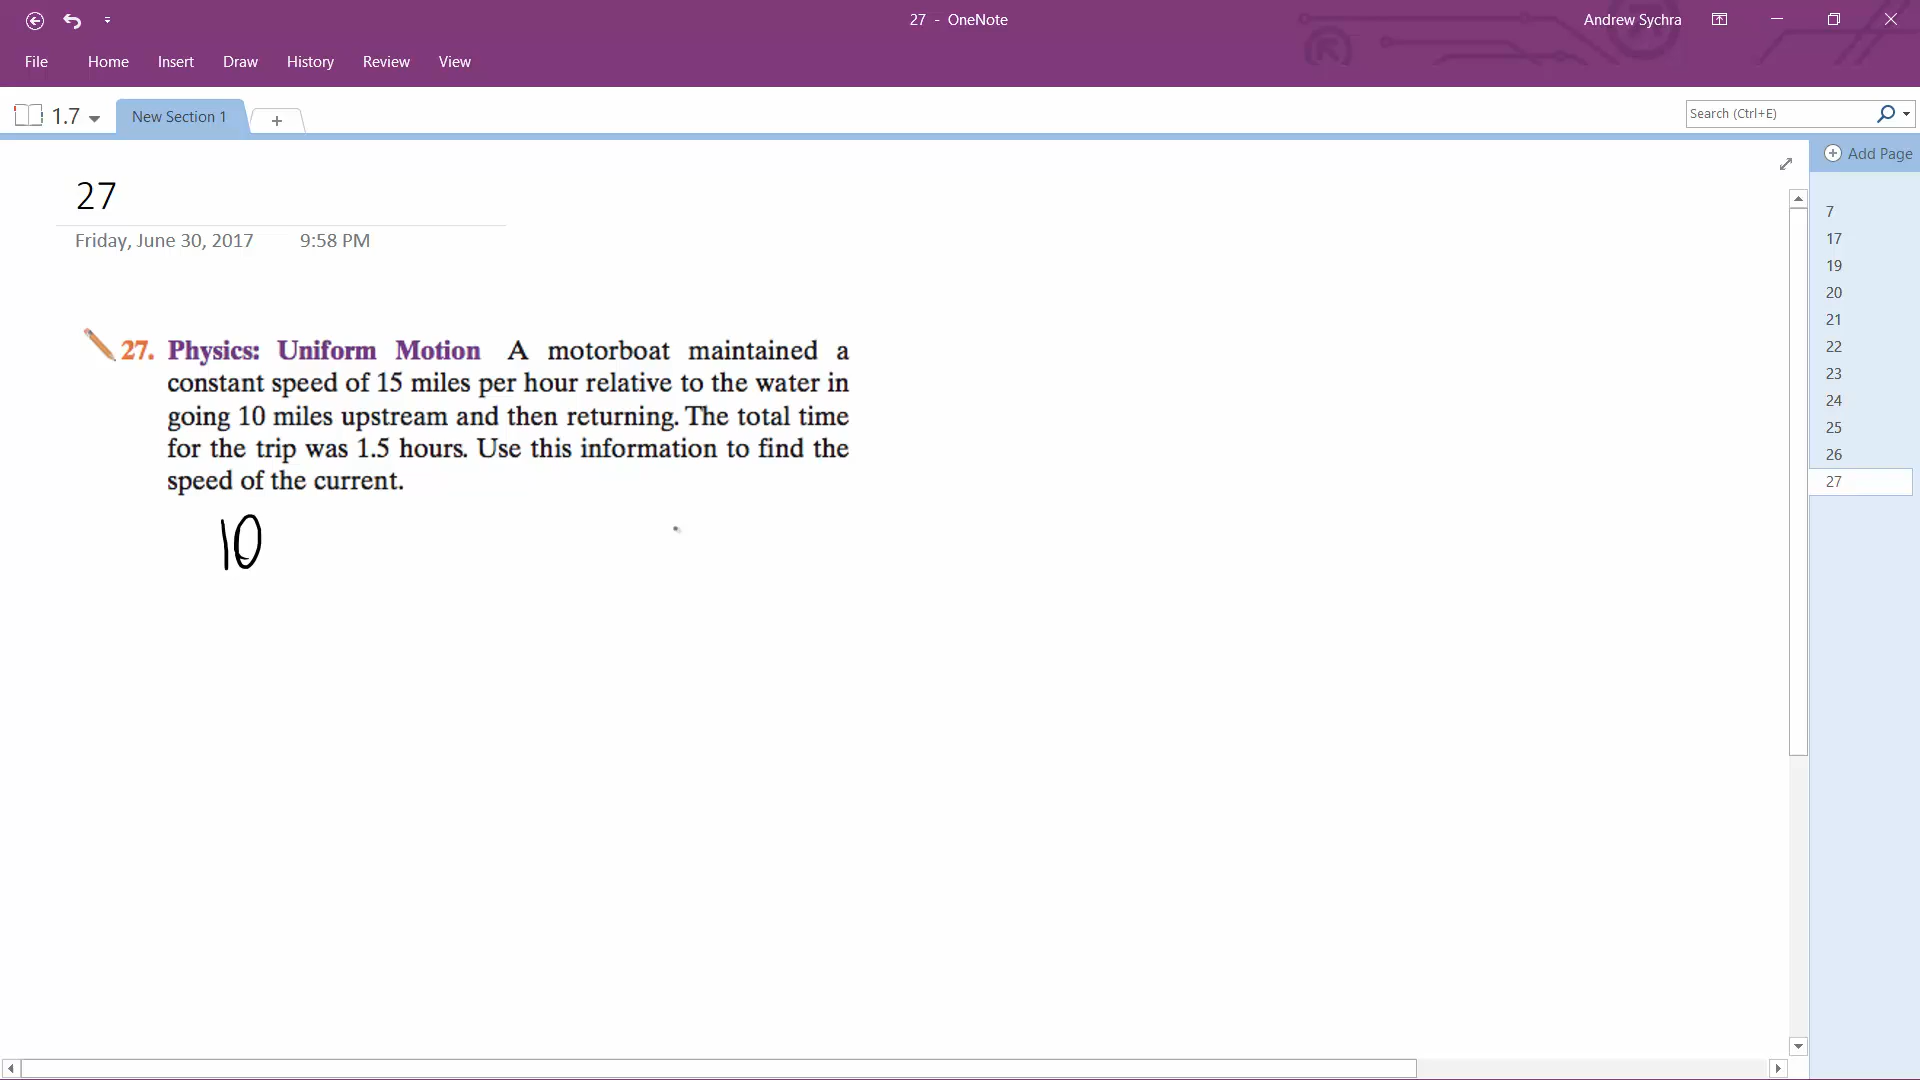 27 - OneNote
Andrew Sychra
File Home Insert Draw History Review View
1.7 New Section 1 +
Search (Ctrl+E)
Add Page
27
Friday, June 30, 2017 9:58 PM
27. Physics: Uniform Motion A motorboat maintained a
constant speed of 15 miles per hour relative to the water in
going 10 miles upstream and then returning. The total time
for the trip was 1.5 hours. Use this information to find the
speed of the current.
10
7
17
19
20
21
22
23
24
25
26
27